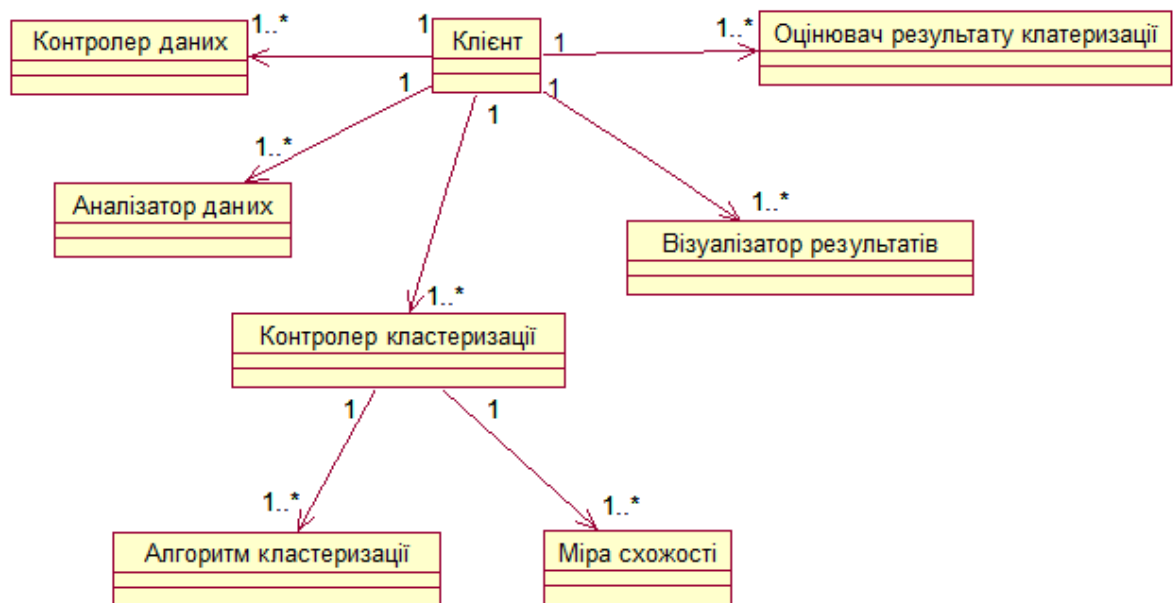 1..*
1
Контролер даних
Клієнт
1
1..*
Оцінювач результату клатеризації
1
1
1
1..*
Аналізатор даних
1..*
Візуалізатор результатів
1..*
Контролер кластеризації
1
1
1..*
1..*
Алгоритм кластеризації
Міра схожості